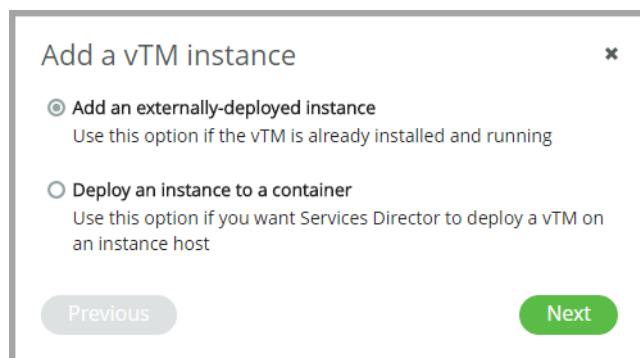 Add a vTM instance
Add an externally-deployed instance
Use this option if the vTM is already installed and running
Deploy an instance to a container
Use this option if you want Services Director to deploy a vTM on
an instance host
Previous
Next